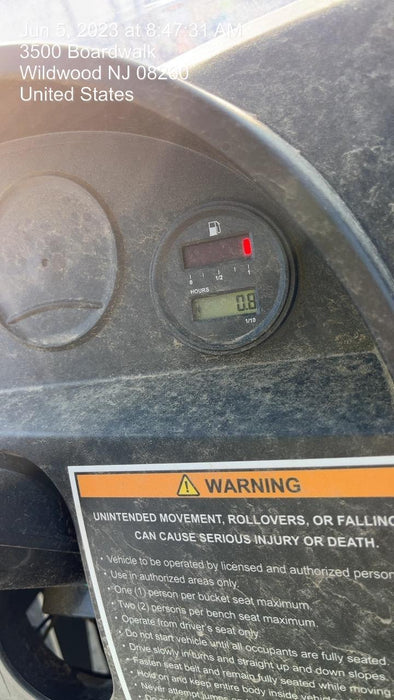 Jun 5, 2023 at 8:47:31 AM
3500 Boardwalk
Wildwood NJ 08260
United States
0 1/2 1
HOURS
0.8
1/10
WARNING
UNINTENDED MOVEMENT, ROLLOVERS, OR FALLING
CAN CAUSE SERIOUS INJURY OR DEATH.
• Vehicle to be operated by licensed and authorized person
• Use in authorized areas only.
• One (1) person per bucket seat maximum.
• Two (2) persons per bench seat maximum.
• Operate from driver's seat only.
• Do not start vehicle until all occupants are fully seated.
• Drive slowly in turns and straight up and down slopes.
• Fasten seat belt and remain fully seated while moving
• Hold on and keep entire body inside vehicle
• Never attempt